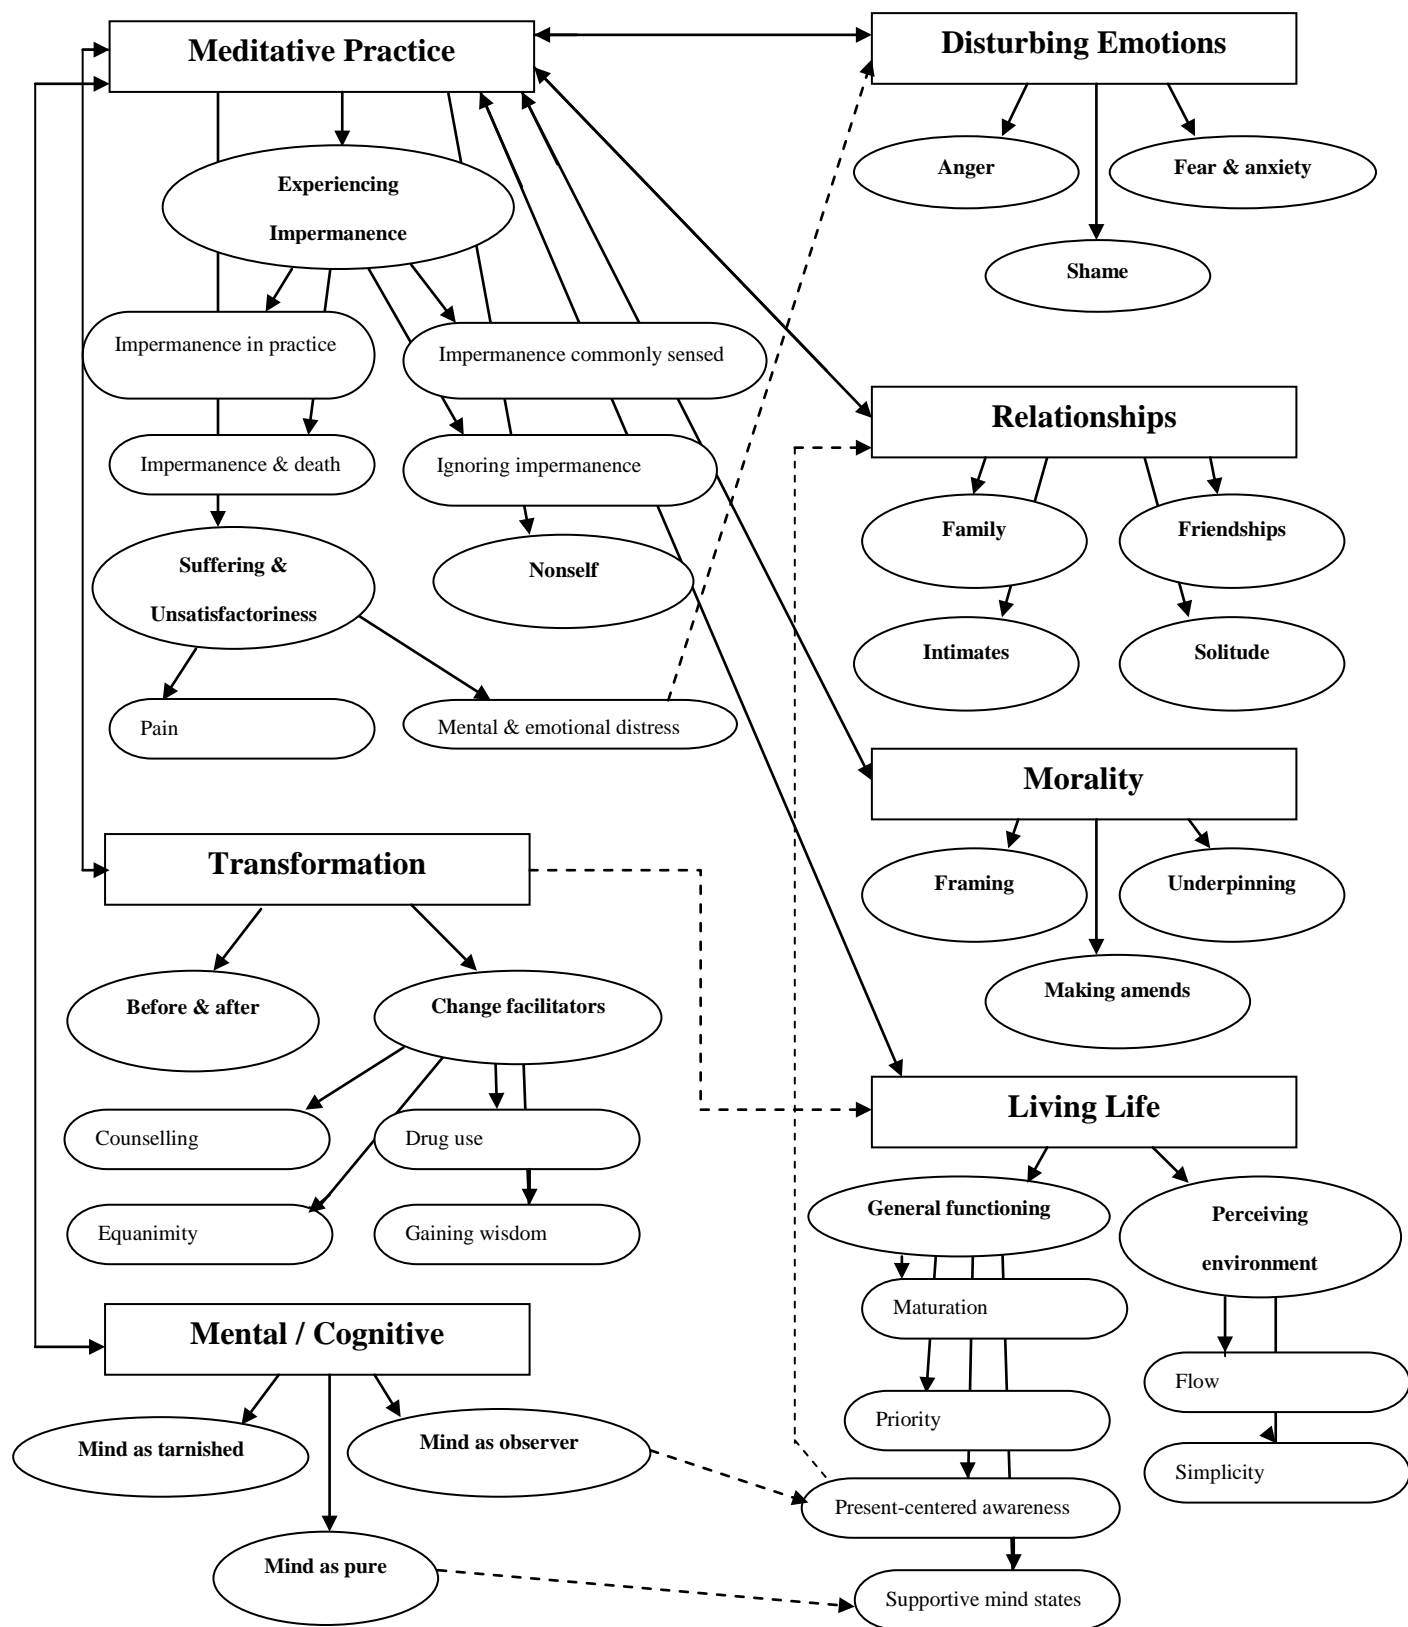 Meditative Practice
Disturbing Emotions
Anger
Fear & anxiety
Experiencing
Impermanence
Shame
Impermanence in practice
Impermanence commonly sensed
Relationships
Impermanence & death
Ignoring impermanence
Family
Friendships
Suffering &
Unsatisfactoriness
Nonself
Intimates
Solitude
Pain
Mental & emotional distress
Morality
Transformation
Framing
Underpinning
Before & after
Change facilitators
Making amends
Living Life
Counselling
Drug use
General functioning
Perceiving
environment
Equanimity
Gaining wisdom
Maturation
Mental / Cognitive
Flow
Priority
Mind as tarnished
Mind as observer
Simplicity
Present-centered awareness
Mind as pure
Supportive mind states